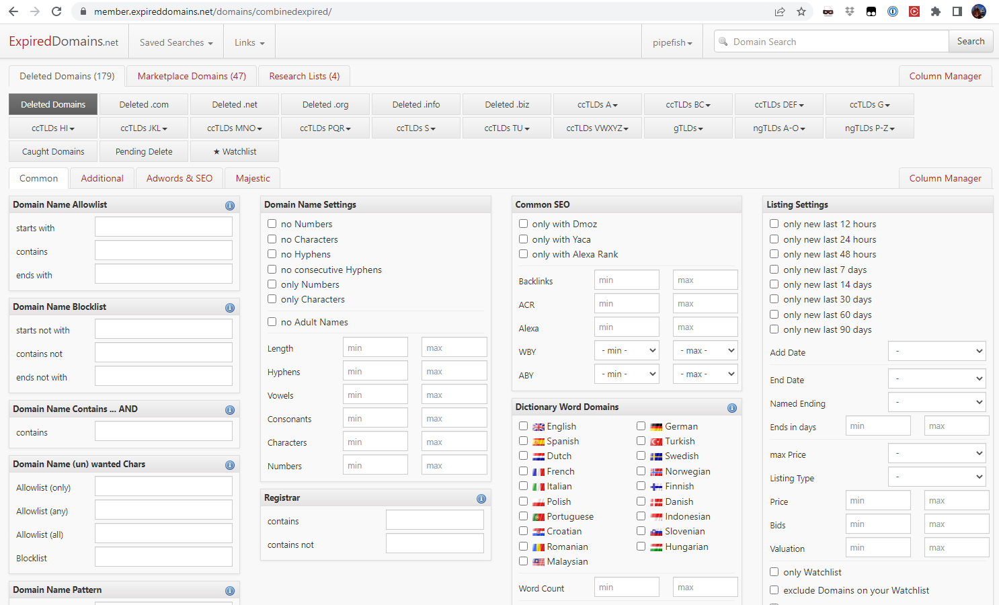 member.expireddomains.net/domains/combinedexpired/
ExpiredDomains.net
Saved Searches
Links
pipefish
Domain Search
Search
Deleted Domains (179)
Marketplace Domains (47)
Research Lists (4)
Column Manager
Deleted Domains
Deleted .com
Deleted .net
Deleted .org
Deleted .info
Deleted .biz
ccTLDs A
ccTLDs BC
ccTLDs DEF
ccTLDs G
ccTLDs HI
ccTLDs JKL
ccTLDs MNO
ccTLDs PQR
ccTLDs S
ccTLDs TU
ccTLDs VWXYZ
gTLDs
ngTLDs A-O
ngTLDs P-Z
Caught Domains
Pending Delete
★ Watchlist
Common
Additional
Adwords & SEO
Majestic
Column Manager
Domain Name Allowlist
starts with
contains
ends with
Domain Name Blocklist
starts not with
contains not
ends not with
Domain Name Contains ... AND
contains
Domain Name (un) wanted Chars
Allowlist (only)
Allowlist (any)
Allowlist (all)
Blocklist
Domain Name Pattern
Domain Name Settings
no Numbers
no Characters
no Hyphens
no consecutive Hyphens
only Numbers
only Characters
no Adult Names
Length min max
Hyphens min max
Vowels min max
Consonants min max
Characters min max
Numbers min max
Registrar
contains
contains not
Common SEO
only with Dmoz
only with Yaca
only with Alexa Rank
Backlinks min max
ACR min max
Alexa min max
WBY - min - - max -
ABY - min - - max -
Dictionary Word Domains
English German
Spanish Turkish
Dutch Swedish
French Norwegian
Italian Finnish
Polish Danish
Portuguese Indonesian
Croatian Slovenian
Romanian Hungarian
Malaysian
Word Count min max
Listing Settings
only new last 12 hours
only new last 24 hours
only new last 48 hours
only new last 7 days
only new last 14 days
only new last 30 days
only new last 60 days
only new last 90 days
Add Date -
End Date -
Named Ending -
Ends in days min max
max Price -
Listing Type -
Price min max
Bids min max
Valuation min max
only Watchlist
exclude Domains on your Watchlist